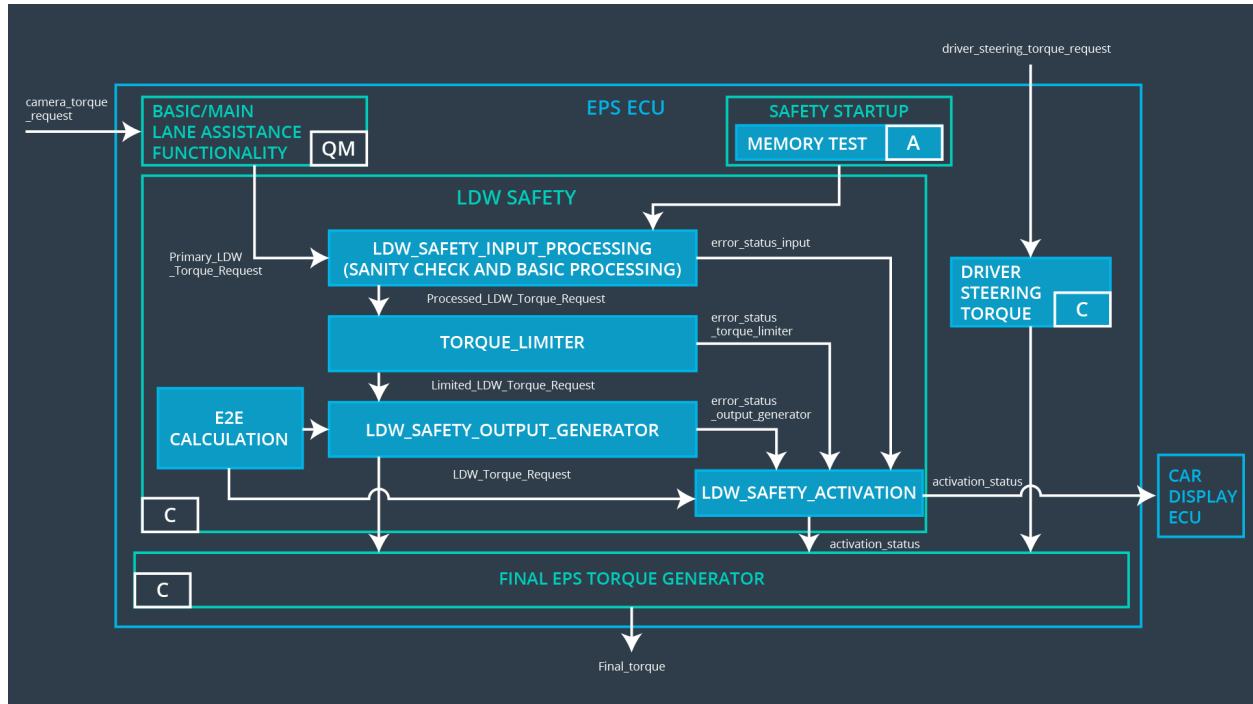 driver_steering_torque_request
camera_torque
_request
EPS ECU
BASIC/MAIN
LANE ASSISTANCE
FUNCTIONALITY
QM
SAFETY STARTUP
MEMORY TEST
A
LDW SAFETY
Primary_LDW
_Torque_Request
LDW_SAFETY_INPUT_PROCESSING
(SANITY CHECK AND BASIC PROCESSING)
error_status_input
DRIVER
STEERING
TORQUE
C
Processed_LDW_Torque_Request
TORQUE_LIMITER
error_status
_torque_limiter
Limited_LDW_Torque_Request
E2E
CALCULATION
LDW_SAFETY_OUTPUT_GENERATOR
error_status
_output_generator
LDW_Torque_Request
LDW_SAFETY_ACTIVATION
activation_status
CAR
DISPLAY
ECU
C
activation_status
C
FINAL EPS TORQUE GENERATOR
Final_torque